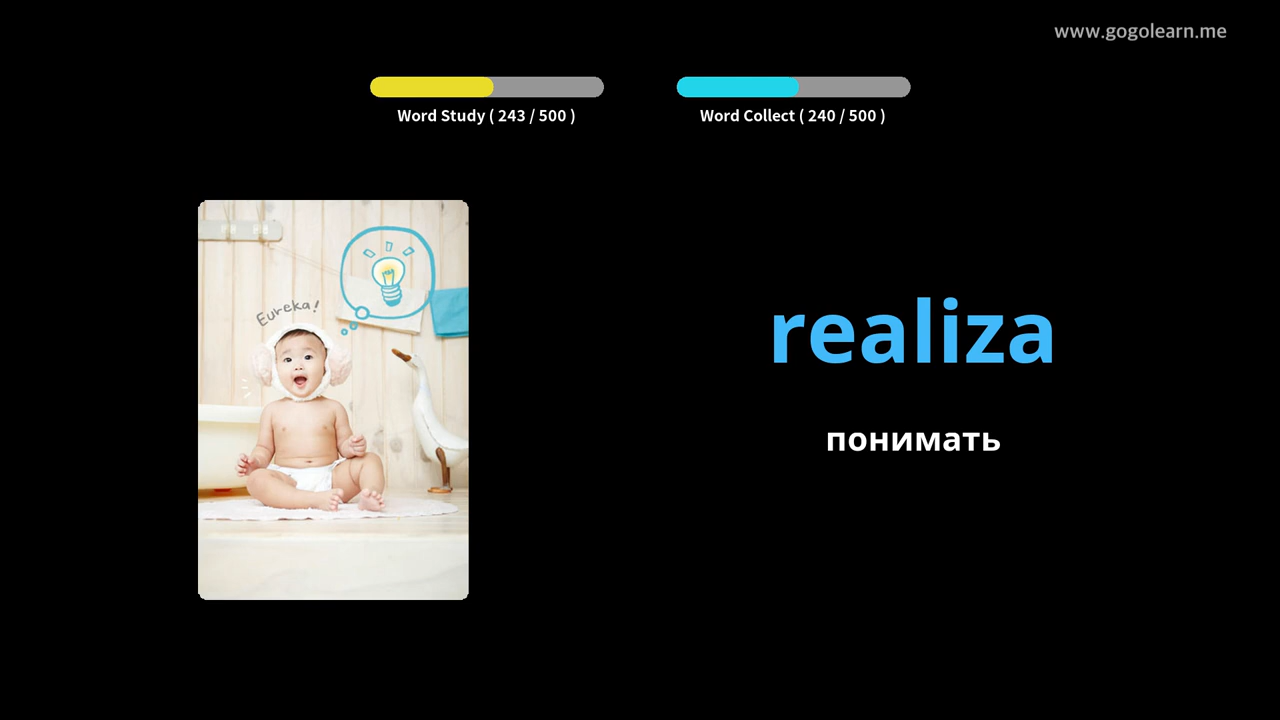 www.gogolearn.me
Word Study ( 243 / 500 )
Word Collect ( 240 / 500 )
Eureka!
realiza
понимать